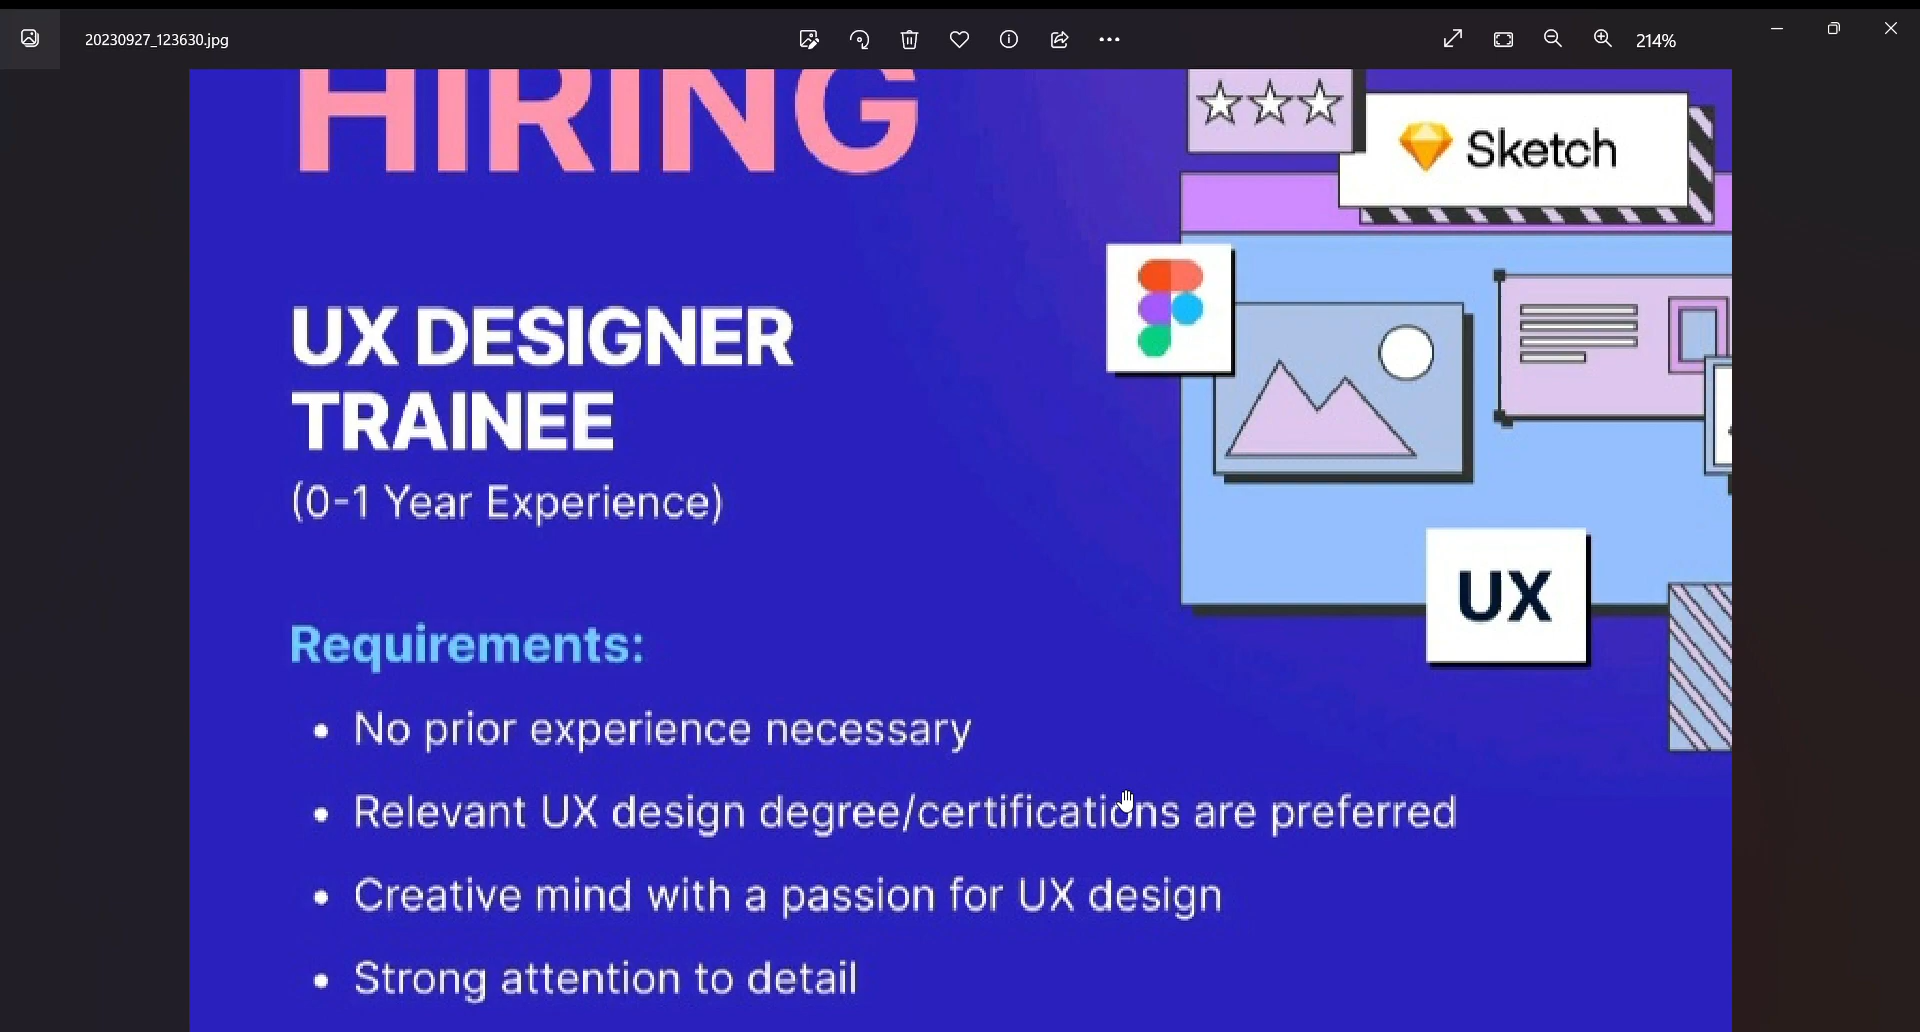 20230927_123630.jpg
214%
HIRING
Sketch
UX DESIGNER
TRAINEE
(0-1 Year Experience)
UX
Requirements:
• No prior experience necessary
• Relevant UX design degree/certifications are preferred
• Creative mind with a passion for UX design
• Strong attention to detail